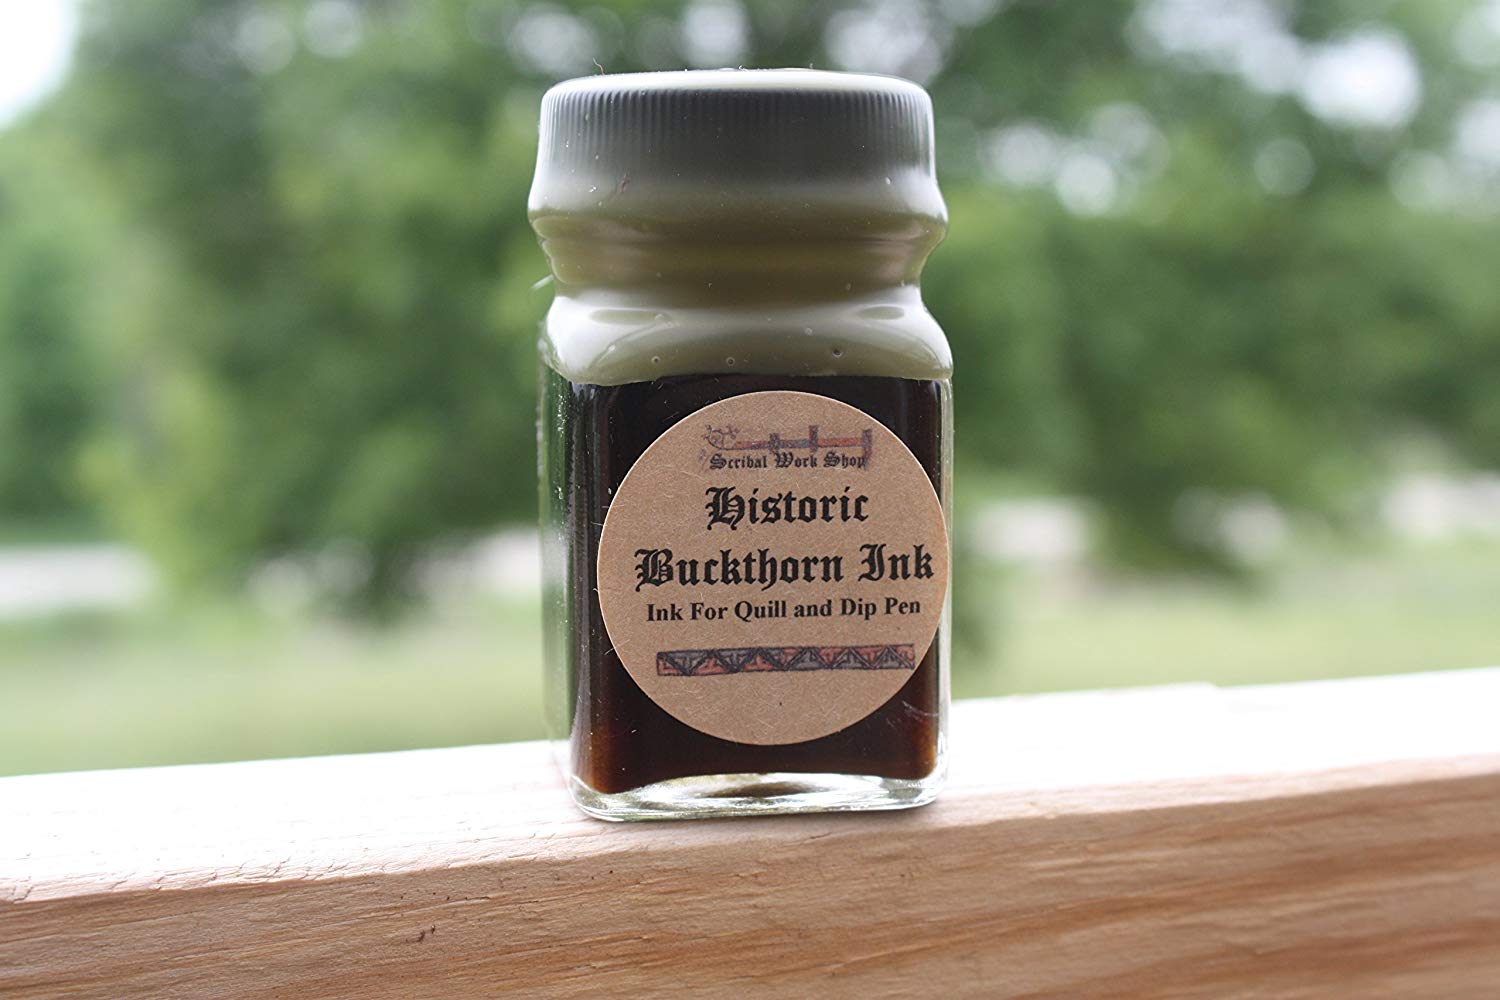 Scribal Work Shop
Historic
Buckthorn Ink
Ink For Quill and Dip Pen